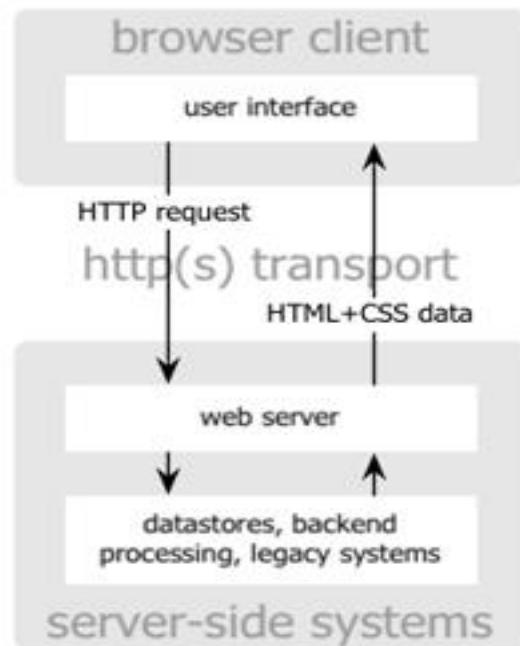 browser client
user interface
HTTP request
http(s) transport
HTML+CSS data
web server
datastores, backend
processing, legacy systems
server-side systems